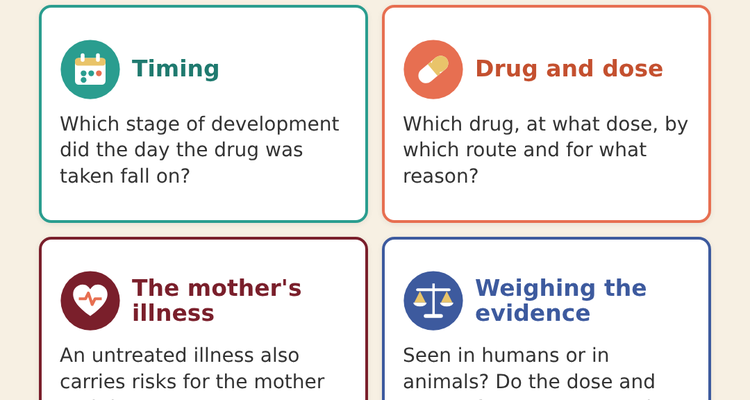 Timing
Which stage of development
did the day the drug was
taken fall on?
Drug and dose
Which drug, at what dose, by
which route and for what
reason?
The mother's
illness
An untreated illness also
carries risks for the mother
Weighing the
evidence
Seen in humans or in
animals? Do the dose and